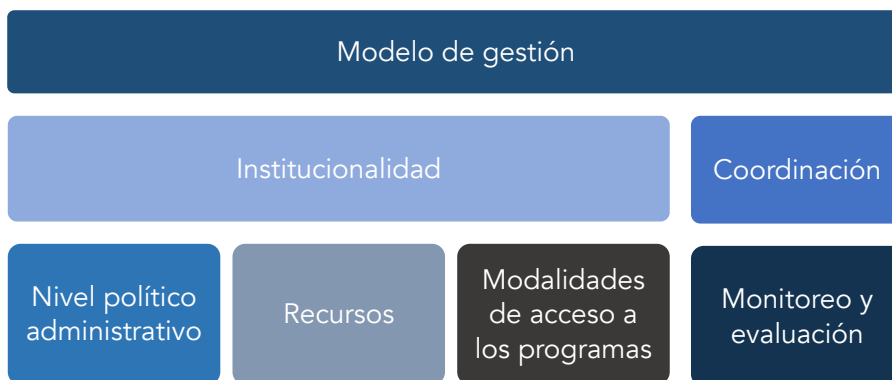 Modelo de gestión
Institucionalidad
Coordinación
Nivel político
administrativo
Recursos
Modalidades
de acceso a
los programas
Monitoreo y
evaluación